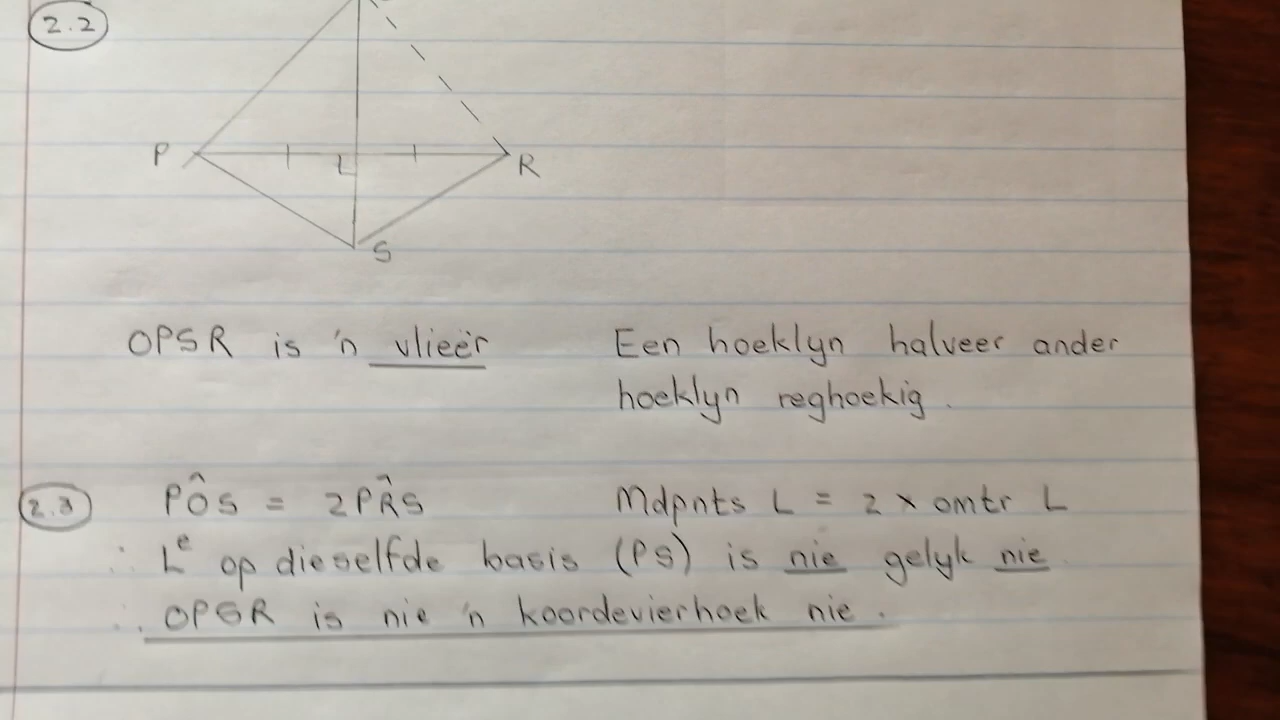 2.2
P
L
R
S
OPSR is 'n vlieër Een hoeklyn halveer ander
hoeklyn reghoekig.
2.3 PÔS = 2PR̂S Mdpnts L = 2 x omtr L
∴ Lᵉ op dieselfde basis (PS) is nie gelyk nie
∴ OPSR is nie 'n koordevierhoek nie.